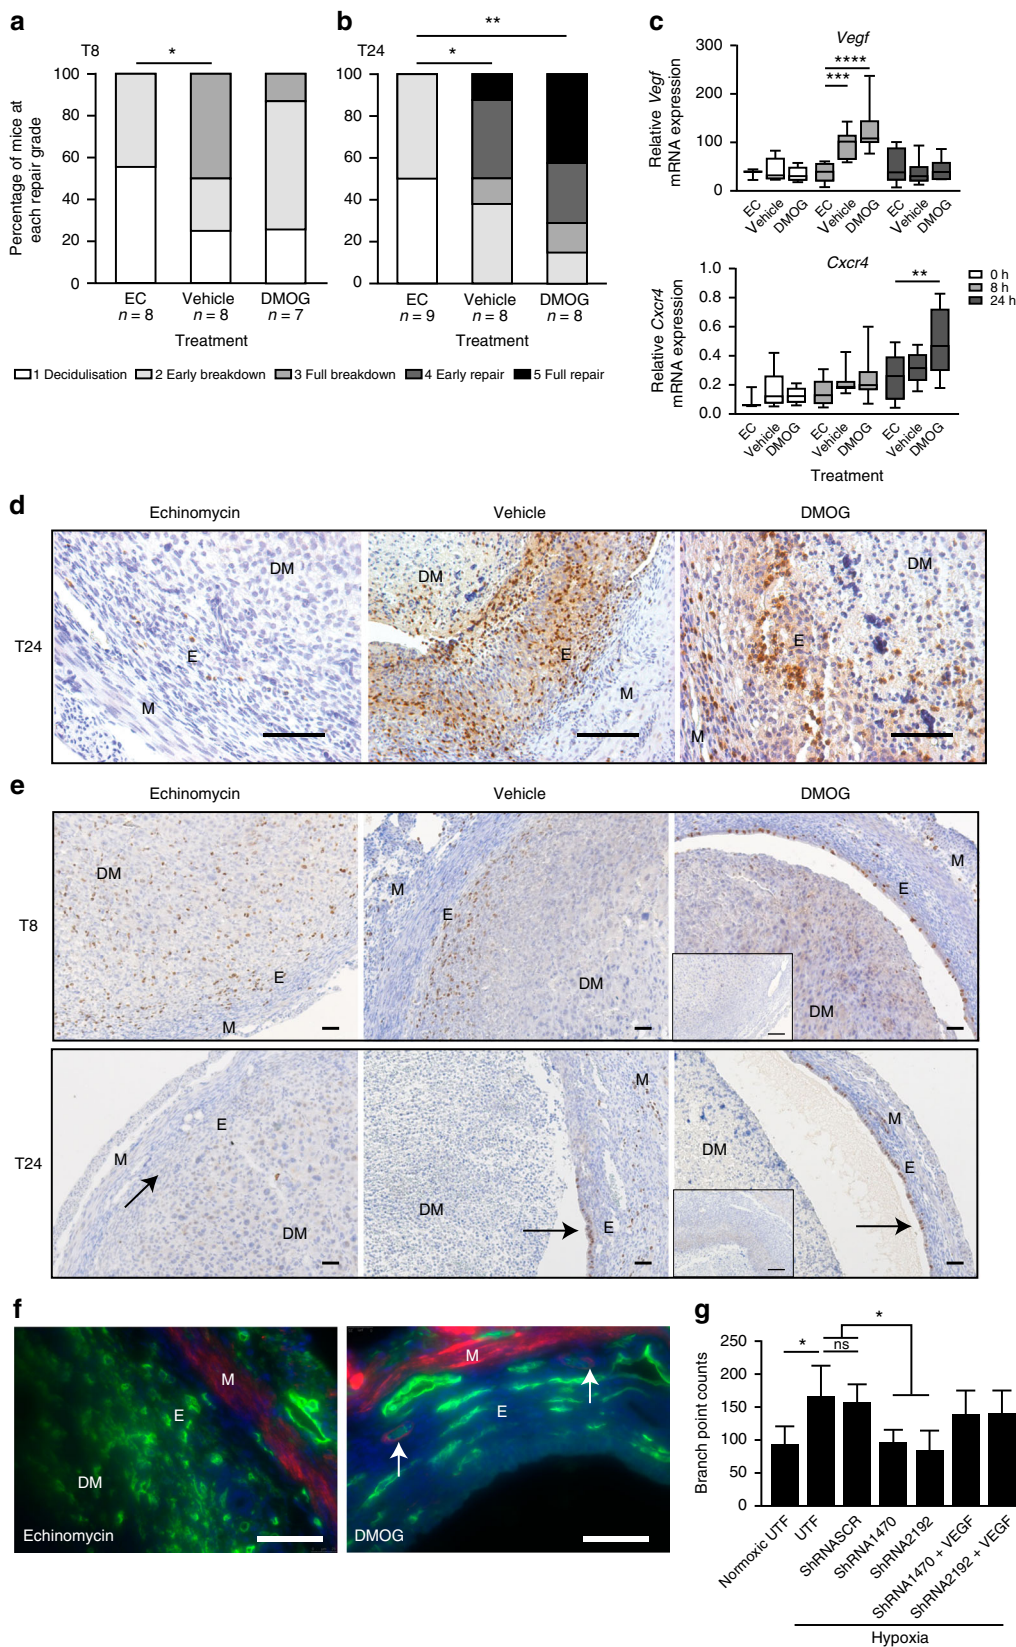 a
T8
*
Percentage of mice at
each repair grade
100
80
60
40
20
0
EC
n = 8
Vehicle
n = 8
DMOG
n = 7
Treatment
b
T24
**
*
100
80
60
40
20
0
EC
n = 9
Vehicle
n = 8
DMOG
n = 8
Treatment
1 Decidulisation
2 Early breakdown
3 Full breakdown
4 Early repair
5 Full repair
c
Vegf
Relative Vegf
mRNA expression
300
200
100
0
****
***
EC
Vehicle
DMOG
EC
Vehicle
DMOG
EC
Vehicle
DMOG
Cxcr4
Relative Cxcr4
mRNA expression
1.0
0.8
0.6
0.4
0.2
0.0
**
0 h
8 h
24 h
EC
Vehicle
DMOG
EC
Vehicle
DMOG
EC
Vehicle
DMOG
Treatment
d
Echinomycin
Vehicle
DMOG
T24
DM
E
M
DM
E
M
DM
E
M
e
Echinomycin
Vehicle
DMOG
T8
DM
E
M
M
E
DM
M
E
DM
T24
E
M
DM
M
DM
E
DM
M
E
f
M
E
DM
Echinomycin
M
E
DMOG
g
Branch point counts
250
200
150
100
50
0
*
ns
*
Normoxic UTF
UTF
ShRNASCR
ShRNA1470
ShRNA2192
ShRNA1470 + VEGF
ShRNA2192 + VEGF
Hypoxia